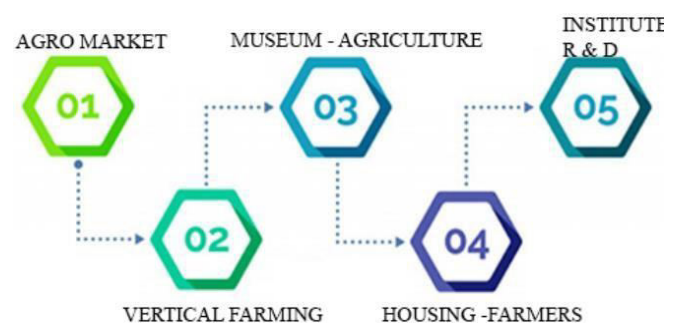 AGRO MARKET
01
02
VERTICAL FARMING
MUSEUM - AGRICULTURE
03
04
HOUSING -FARMERS
INSTITUTE
R & D
05